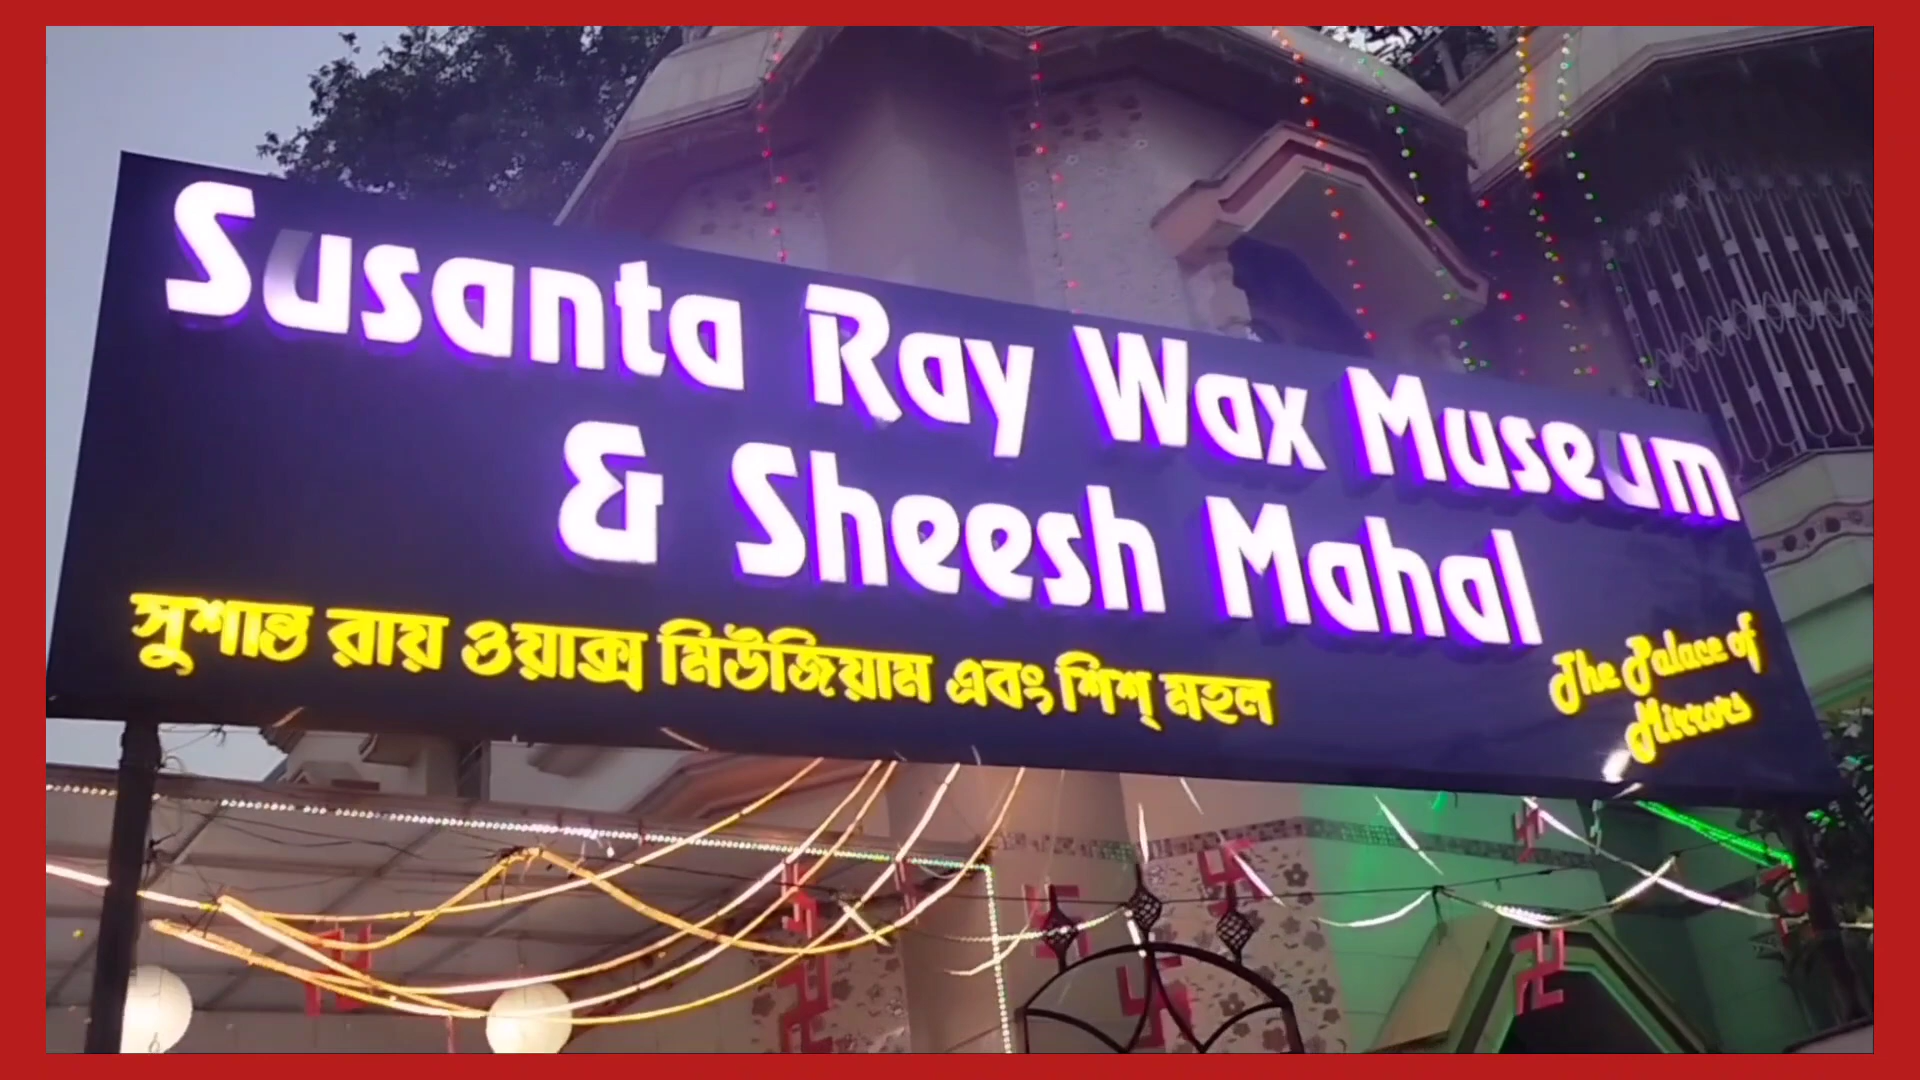 Susanta Ray Wax Museum
& Sheesh Mahal
সুশান্ত রায় ওয়াক্স মিউজিয়াম এবং শিশ্ মহল
The Palace of
Mirrors